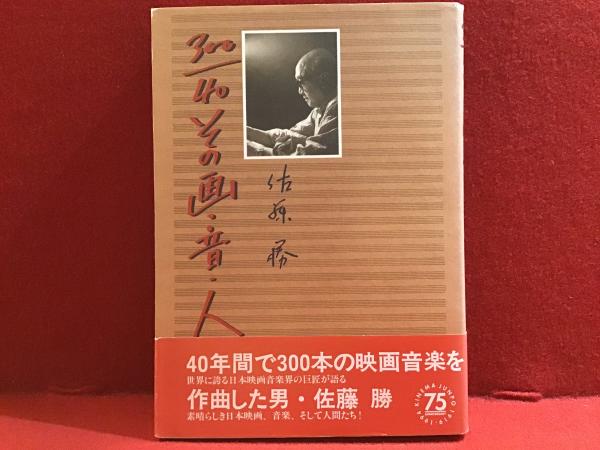 300/40 その画・音・人
佐藤 勝
40年間で300本の映画音楽を
世界に誇る日本映画音楽界の巨匠が語る
作曲した男・佐藤 勝
素晴らしき日本映画、音楽、そして人間たち!
KINEMA JUNPO 1919-1994
75